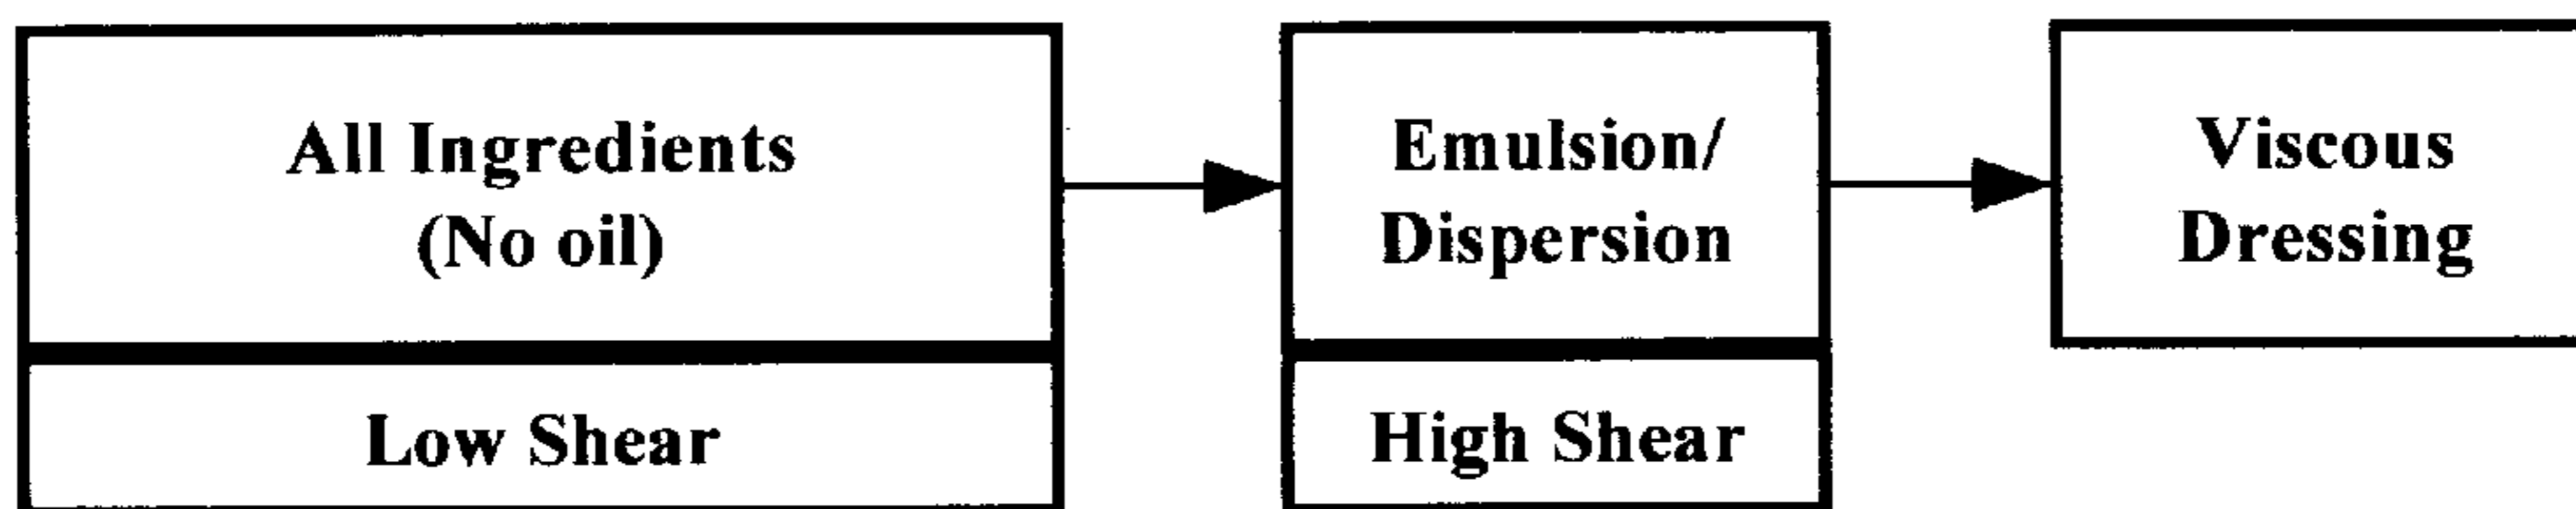 All Ingredients
(No oil)
Low Shear
Emulsion/
Dispersion
High Shear
Viscous
Dressing